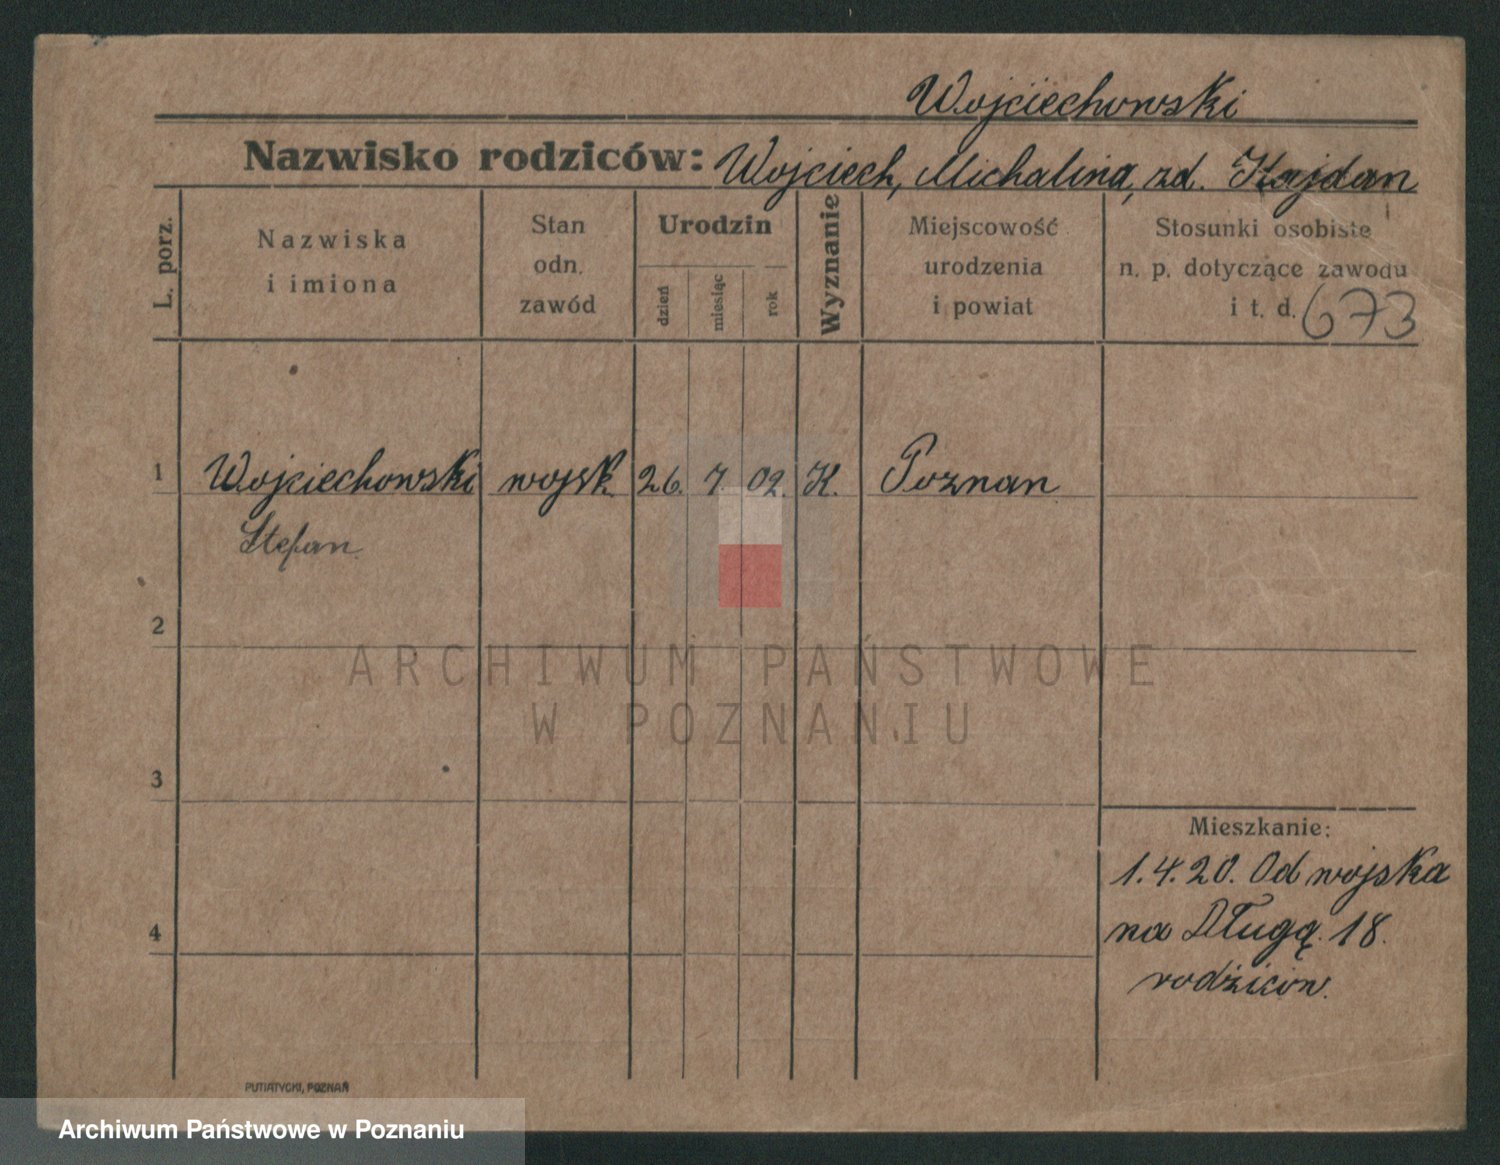 Wojciechowski
Nazwisko rodziców: Wojciech, Michalina, zd. Kajdan
L. porz.
Nazwiska
i imiona
Stan
odn.
zawód
Urodzin
dzień
miesiąc
rok
Wyznanie
Miejscowość
urodzenia
i powiat
Stosunki osobiste
n. p. dotyczące zawodu
i t. d. 673
1 Wojciechowski wojsk. 26. 7. 02. K. Poznan
Stefan
2
ARCHIWUM PAŃSTWOWE
W POZNANIU
3
Mieszkanie:
1.4.20. Od wojska
4
na Długą. 18.
rodziców.
PUTIATYCKI, POZNAŃ
Archiwum Państwowe w Poznaniu